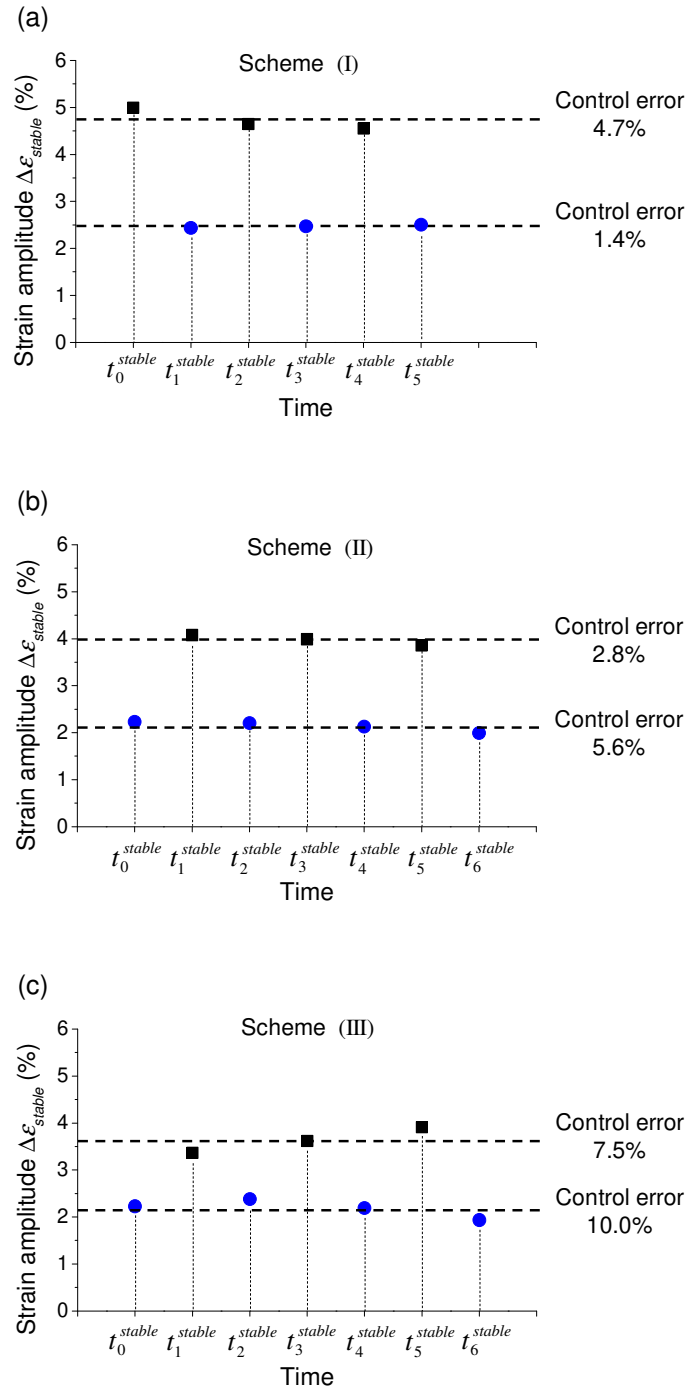 (a)
Scheme (I)
Strain amplitude Δε_stable (%)
6
5
4
3
2
1
0
Control error
4.7%
Control error
1.4%
t_0^stable t_1^stable t_2^stable t_3^stable t_4^stable t_5^stable
Time
(b)
Scheme (II)
Strain amplitude Δε_stable (%)
6
5
4
3
2
1
0
Control error
2.8%
Control error
5.6%
t_0^stable t_1^stable t_2^stable t_3^stable t_4^stable t_5^stable t_6^stable
Time
(c)
Scheme (III)
Strain amplitude Δε_stable (%)
6
5
4
3
2
1
0
Control error
7.5%
Control error
10.0%
t_0^stable t_1^stable t_2^stable t_3^stable t_4^stable t_5^stable t_6^stable
Time